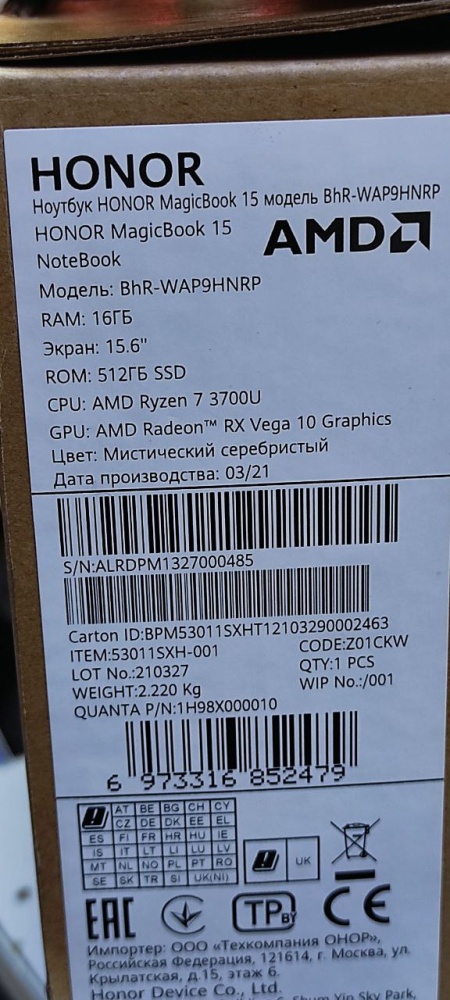 HONOR
Ноутбук HONOR MagicBook 15 модель BhR-WAP9HNRP
HONOR MagicBook 15
AMD
NoteBook
Модель: BhR-WAP9HNRP
RAM: 16ГБ
Экран: 15.6"
ROM: 512ГБ SSD
CPU: AMD Ryzen 7 3700U
GPU: AMD Radeon™ RX Vega 10 Graphics
Цвет: Мистический серебристый
Дата производства: 03/21
S/N:ALRDPM1327000485
Carton ID:BPM53011SXHT12103290002463
ITEM:53011SXH-001 CODE:Z01CKW
LOT No.:210327 QTY:1 PCS
WEIGHT:2.220 Kg WIP No.:/001
QUANTA P/N:1H98X000010
6 973316 852479
AT BE BG CH CY
CZ DE DK EE EL
ES FI FR HR HU IE
IS IT LT LI LU LV
MT NL NO PL PT RO
SE SK TR SI UK(NI)
UK
EAC TP BY CE
Импортер: ООО «Техкомпания ОНОР»,
Российская Федерация, 121614, г. Москва, ул.
Крылатская, д.15, этаж 6.
Honor Device Co., Ltd.
Shum Yip Sky Park,